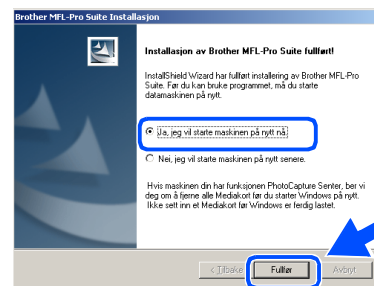 Brother MFL-Pro Suite Installasjon
Installasjon av Brother MFL-Pro Suite fullført!
InstallShield Wizard har fullført installering av Brother MFL-Pro
Suite. Før du kan bruke programmet, må du starte
datamaskinen på nytt.
Ja, jeg vil starte maskinen på nytt nå.
Nei, jeg vil starte maskinen på nytt senere.
Hvis maskinen din har funksjonen PhotoCapture Senter, ber vi
deg om å fjerne alle Mediakort før du starter Windows på nytt.
Ikke sett inn et Mediakort før Windows er ferdig lastet.
< Tilbake
Fullfør
Avbryt